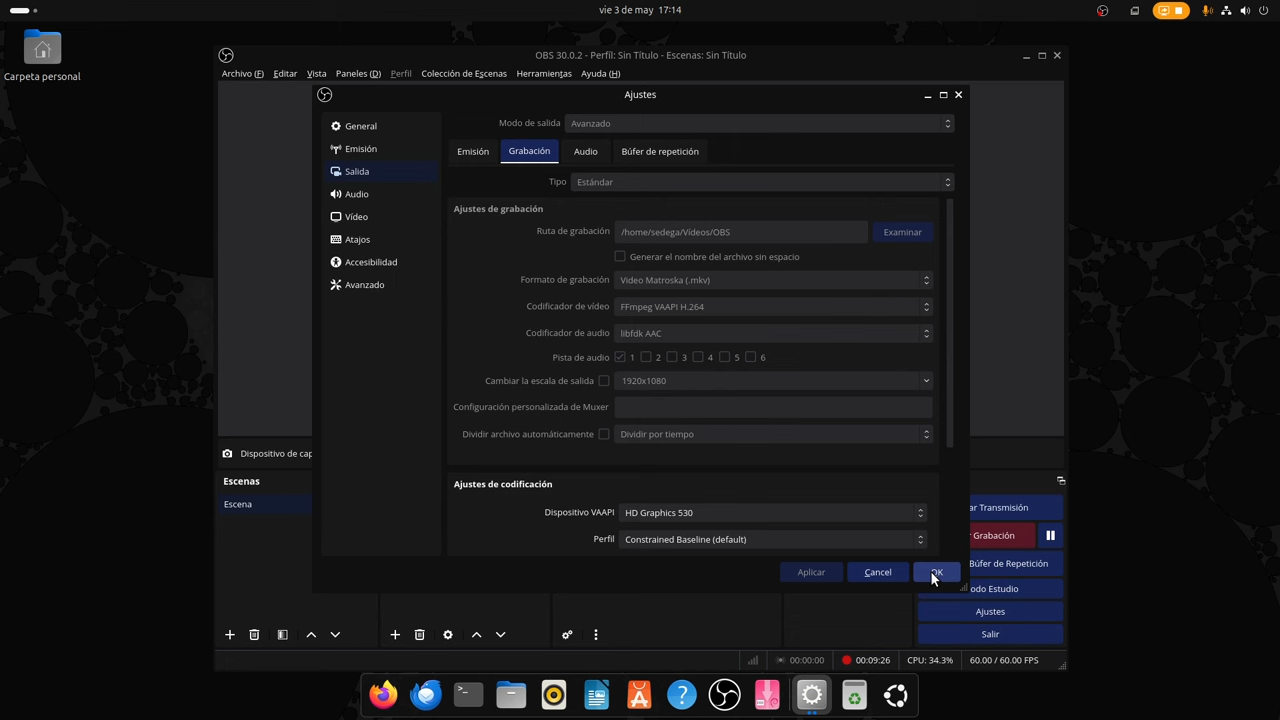 vie 3 de may 17:14
Carpeta personal
OBS 30.0.2 - Perfil: Sin Título - Escenas: Sin Título
Archivo (F) Editar Vista Paneles (D) Perfil Colección de Escenas Herramientas Ayuda (H)
Ajustes
General
Emisión
Salida
Audio
Vídeo
Atajos
Accesibilidad
Avanzado
Modo de salida Avanzado
Emisión Grabación Audio Búfer de repetición
Tipo Estándar
Ajustes de grabación
Ruta de grabación /home/sedega/Vídeos/OBS Examinar
Generar el nombre del archivo sin espacio
Formato de grabación Video Matroska (.mkv)
Codificador de vídeo FFmpeg VAAPI H.264
Codificador de audio libfdk AAC
Pista de audio 1 2 3 4 5 6
Cambiar la escala de salida 1920x1080
Configuración personalizada de Muxer
Dividir archivo automáticamente Dividir por tiempo
Ajustes de codificación
Dispositivo VAAPI HD Graphics 530
Perfil Constrained Baseline (default)
Aplicar Cancel OK
Dispositivo de cap
Escenas
Escena
ar Transmisión
r Grabación
Búfer de Repetición
odo Estudio
Ajustes
Salir
00:00:00 00:09:26 CPU: 34.3% 60.00 / 60.00 FPS